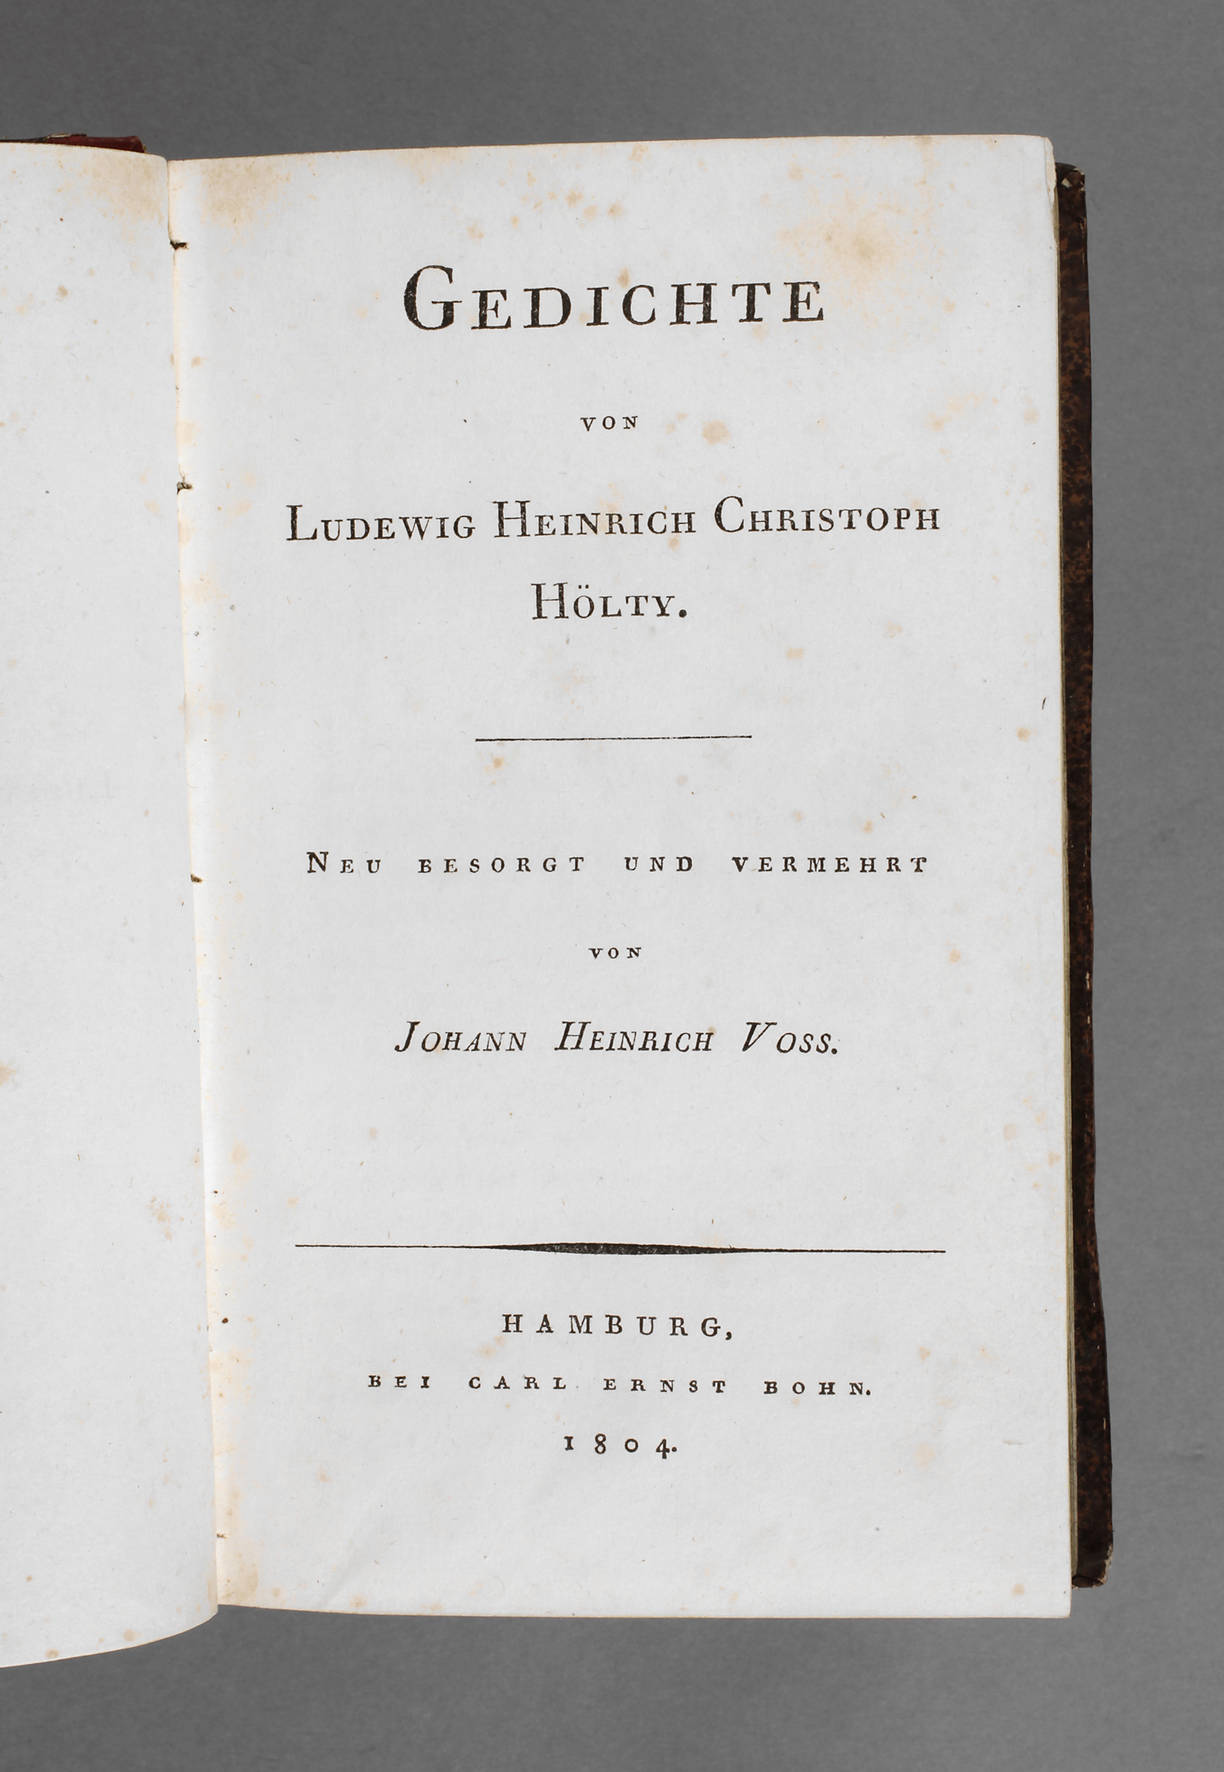 GEDICHTE
VON
LUDEWIG HEINRICH CHRISTOPH
HÖLTY.
NEU BESORGT UND VERMEHRT
VON
JOHANN HEINRICH VOSS.
HAMBURG,
BEI CARL ERNST BOHN.
1804.